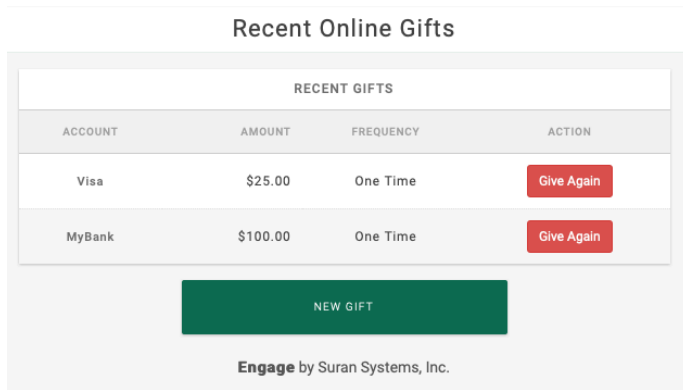 Recent Online Gifts
RECENT GIFTS
ACCOUNT AMOUNT FREQUENCY ACTION
Visa $25.00 One Time Give Again
MyBank $100.00 One Time Give Again
NEW GIFT
Engage by Suran Systems, Inc.